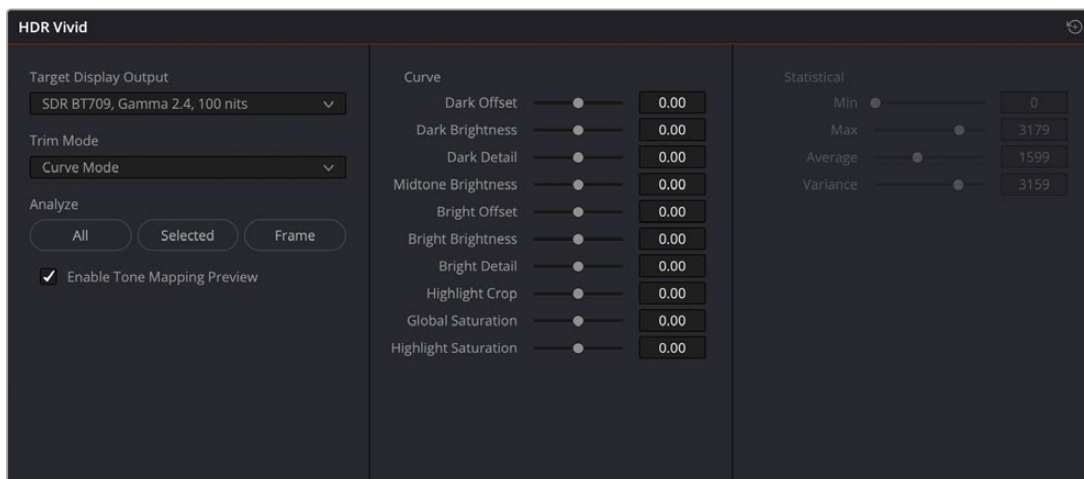 HDR Vivid
Target Display Output
SDR BT709, Gamma 2.4, 100 nits
Trim Mode
Curve Mode
Analyze
All Selected Frame
Enable Tone Mapping Preview
Curve
Dark Offset 0.00
Dark Brightness 0.00
Dark Detail 0.00
Midtone Brightness 0.00
Bright Offset 0.00
Bright Brightness 0.00
Bright Detail 0.00
Highlight Crop 0.00
Global Saturation 0.00
Highlight Saturation 0.00
Statistical
Min 0
Max 3179
Average 1599
Variance 3159